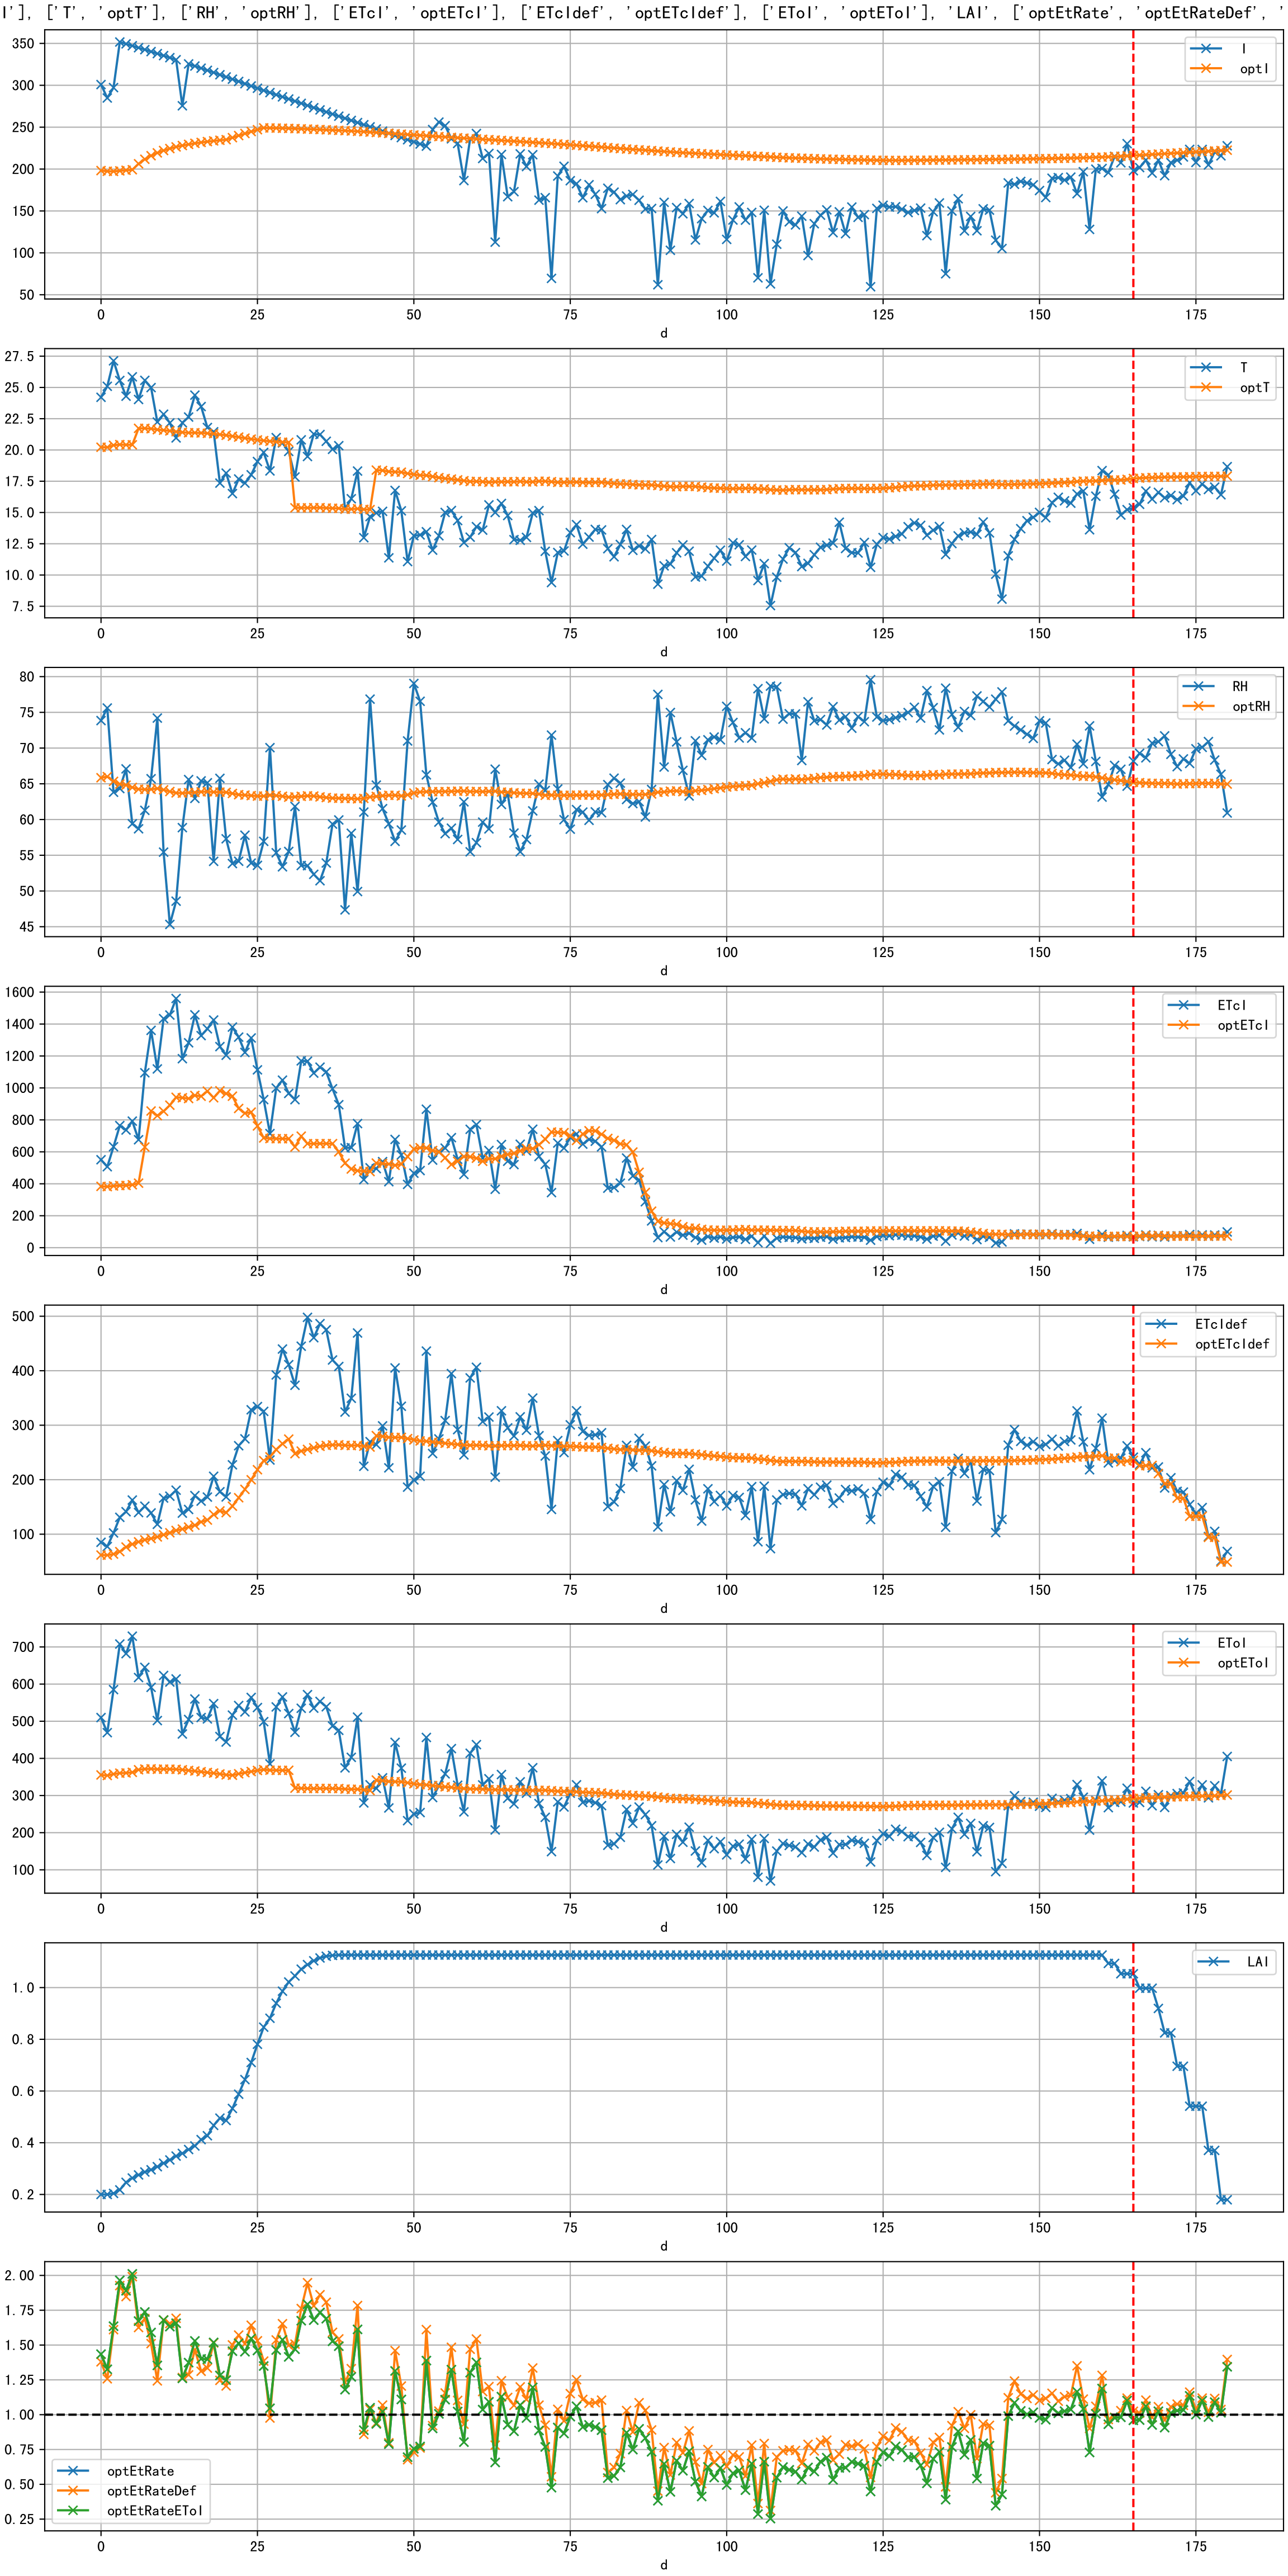 I'], ['T', 'optT'], ['RH', 'optRH'], ['ETcI', 'optETcI'], ['ETcIdef', 'optETcIdef'], ['EToI', 'optEToI'], 'LAI', ['optEtRate', 'optEtRateDef', '
350
300
250
200
150
100
50
I
optI
0 25 50 75 100 125 150 175
d
27.5
25.0
22.5
20.0
17.5
15.0
12.5
10.0
7.5
T
optT
0 25 50 75 100 125 150 175
d
80
75
70
65
60
55
50
45
RH
optRH
0 25 50 75 100 125 150 175
d
1600
1400
1200
1000
800
600
400
200
0
ETcI
optETcI
0 25 50 75 100 125 150 175
d
500
400
300
200
100
ETcIdef
optETcIdef
0 25 50 75 100 125 150 175
d
700
600
500
400
300
200
100
EToI
optEToI
0 25 50 75 100 125 150 175
d
1.0
0.8
0.6
0.4
0.2
LAI
0 25 50 75 100 125 150 175
d
2.00
1.75
1.50
1.25
1.00
0.75
0.50
0.25
optEtRate
optEtRateDef
optEtRateEToI
0 25 50 75 100 125 150 175
d